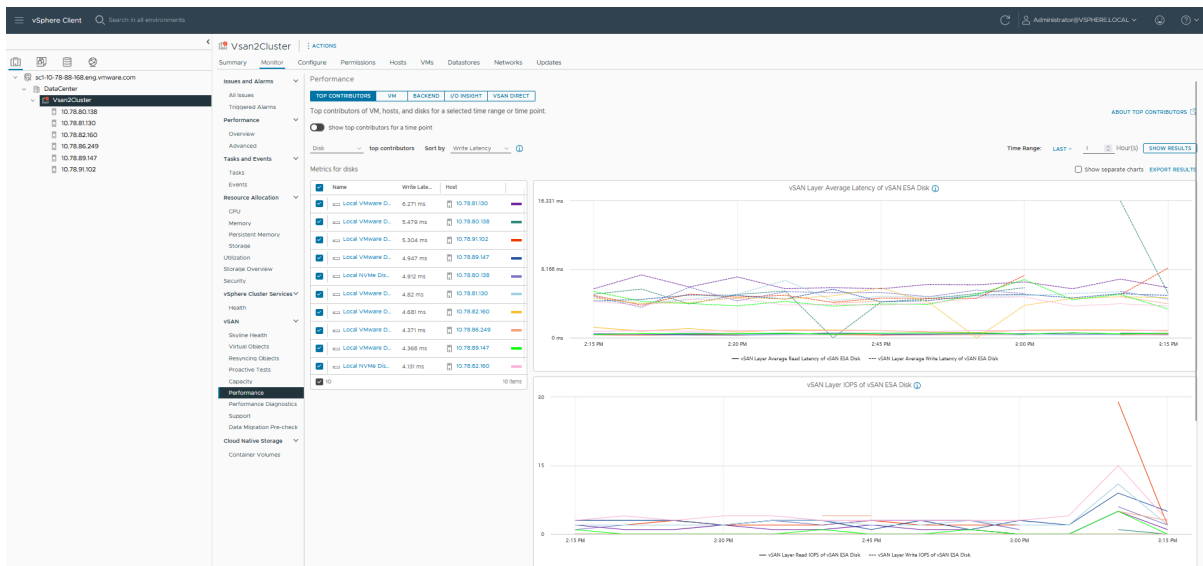 vSphere Client
Search in all environments
Administrator@VSPHERE.LOCAL
sc1-10-78-88-168.eng.vmware.com
DataCenter
Vsan2Cluster
10.78.80.138
10.78.81.130
10.78.82.160
10.78.86.249
10.78.89.147
10.78.91.102
Vsan2Cluster
ACTIONS
Summary Monitor Configure Permissions Hosts VMs Datastores Networks Updates
Issues and Alarms
All Issues
Triggered Alarms
Performance
Overview
Advanced
Tasks and Events
Tasks
Events
Resource Allocation
CPU
Memory
Persistent Memory
Storage
Utilization
Storage Overview
Security
vSphere Cluster Services
Health
vSAN
Skyline Health
Virtual Objects
Resyncing Objects
Proactive Tests
Capacity
Performance
Performance Diagnostics
Support
Data Migration Pre-check
Cloud Native Storage
Container Volumes
Performance
TOP CONTRIBUTORS VM BACKEND I/O INSIGHT VSAN DIRECT
Top contributors of VM, hosts, and disks for a selected time range or time point.
ABOUT TOP CONTRIBUTORS
Show top contributors for a time point
Disk top contributors Sort by Write Latency
Time Range: LAST 1 Hour(s) SHOW RESULTS
Metrics for disks
Show separate charts EXPORT RESULTS
Name Write Late... Host
Local VMware D... 6.271 ms 10.78.81.130
Local VMware D... 5.479 ms 10.78.80.138
Local VMware D... 5.304 ms 10.78.91.102
Local VMware D... 4.947 ms 10.78.89.147
Local NVMe Dis... 4.912 ms 10.78.80.138
Local VMware D... 4.82 ms 10.78.81.130
Local VMware D... 4.681 ms 10.78.82.160
Local VMware D... 4.371 ms 10.78.86.249
Local VMware D... 4.368 ms 10.78.89.147
Local NVMe Dis... 4.131 ms 10.78.82.160
10 10 items
vSAN Layer Average Latency of vSAN ESA Disk
0 ms
2:15 PM 2:30 PM 2:45 PM 3:00 PM 3:15 PM
vSAN Layer Average Read Latency of vSAN ESA Disk vSAN Layer Average Write Latency of vSAN ESA Disk
vSAN Layer IOPS of vSAN ESA Disk
20
15
0
2:15 PM 2:30 PM 2:45 PM 3:00 PM 3:15 PM
vSAN Layer Read IOPS of vSAN ESA Disk vSAN Layer Write IOPS of vSAN ESA Disk